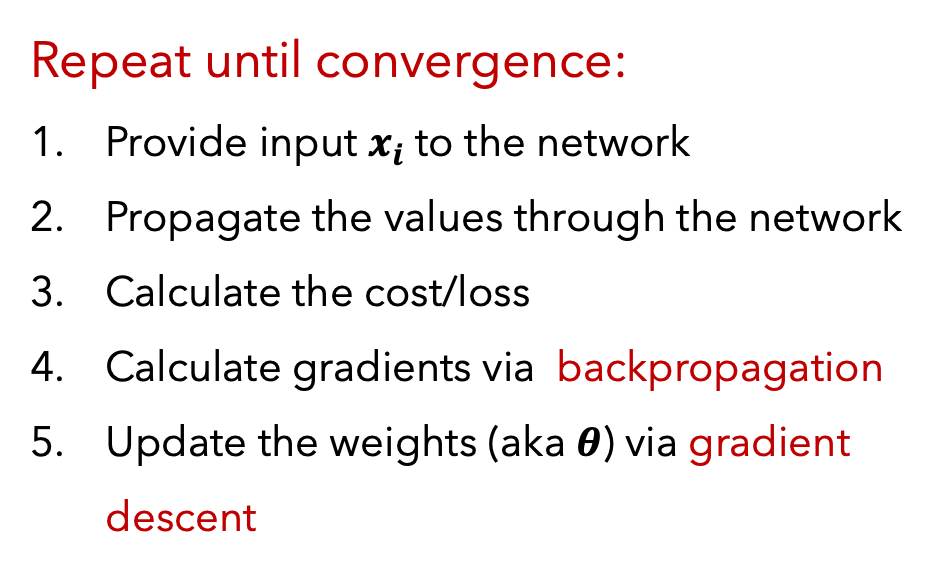 Repeat until convergence:
1. Provide input xᵢ to the network
2. Propagate the values through the network
3. Calculate the cost/loss
4. Calculate gradients via backpropagation
5. Update the weights (aka θ) via gradient
descent